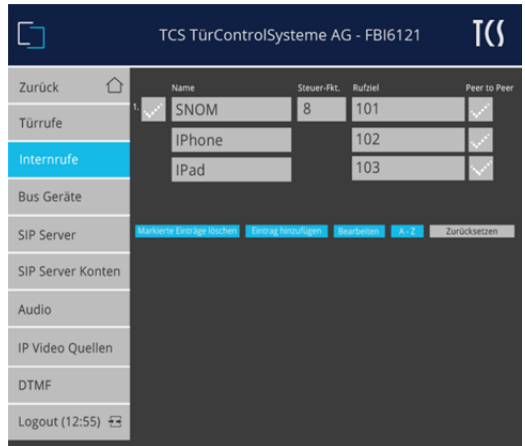 TCS TürControlSysteme AG - FBI6121
TCS
Zurück
Türrufe
Internrufe
Bus Geräte
SIP Server
SIP Server Konten
Audio
IP Video Quellen
DTMF
Logout (12:55)
Name Steuer-Fkt. Rufziel Peer to Peer
1. SNOM 8 101
IPhone 102
IPad 103
Markierte Einträge löschen Eintrag hinzufügen Bearbeiten A - Z Zurücksetzen